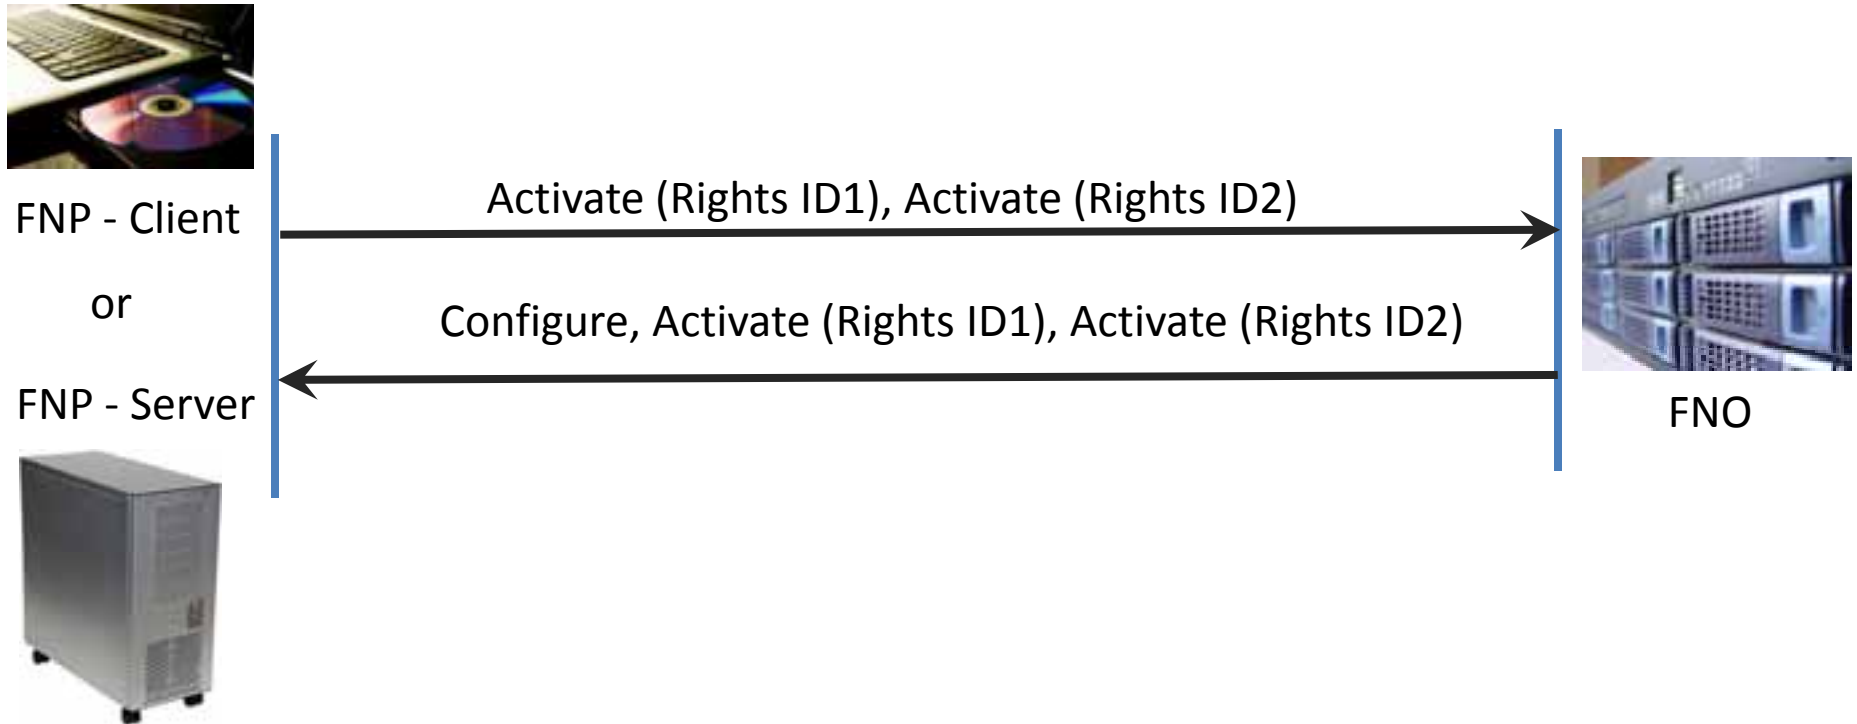 FNP - Client
or
FNP - Server
Activate (Rights ID1), Activate (Rights ID2)
Configure, Activate (Rights ID1), Activate (Rights ID2)
FNO